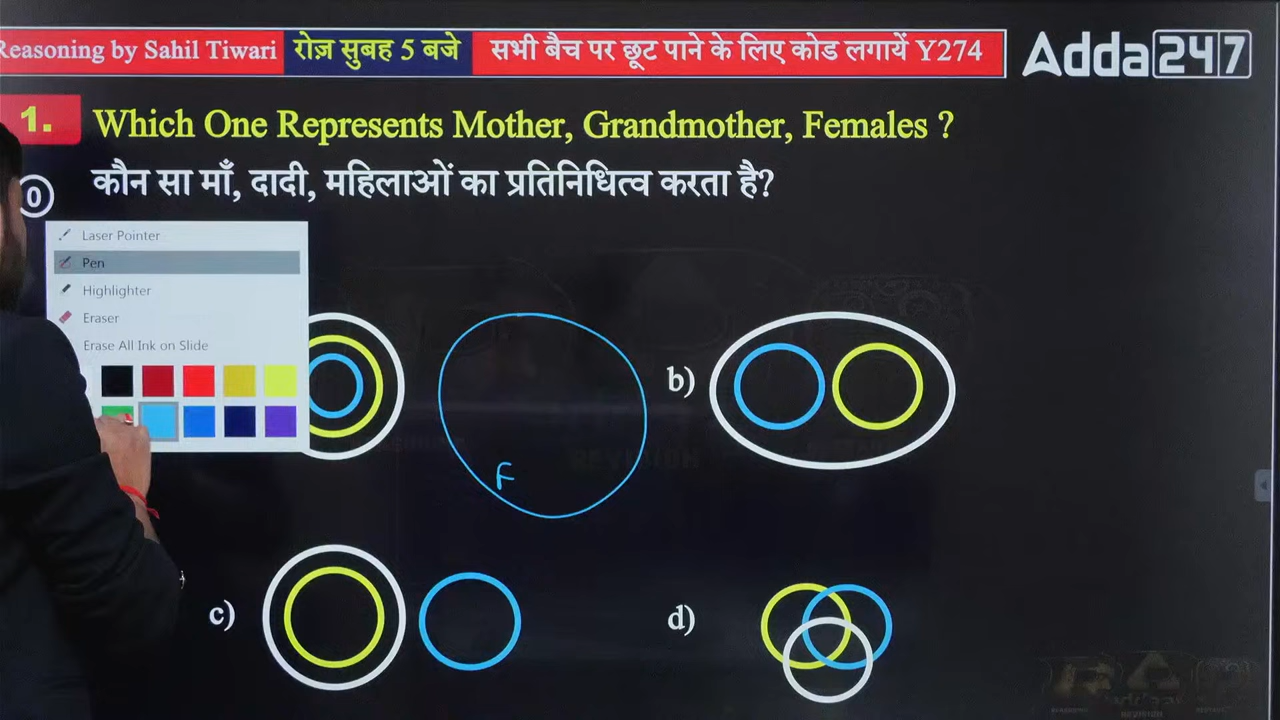 Reasoning by Sahil Tiwari रोज़ सुबह 5 बजे सभी बैच पर छूट पाने के लिए कोड लगायें Y274 Adda247
1. Which One Represents Mother, Grandmother, Females ?
कौन सा माँ, दादी, महिलाओं का प्रतिनिधित्व करता है?
0
Laser Pointer
Pen
Highlighter
Eraser
Erase All Ink on Slide
b)
F
c)
d)